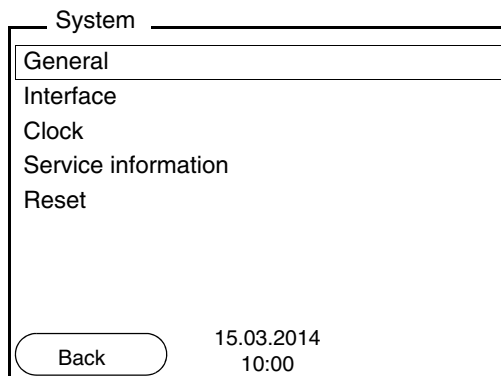 System
General
Interface
Clock
Service information
Reset
15.03.2014
Back
10:00